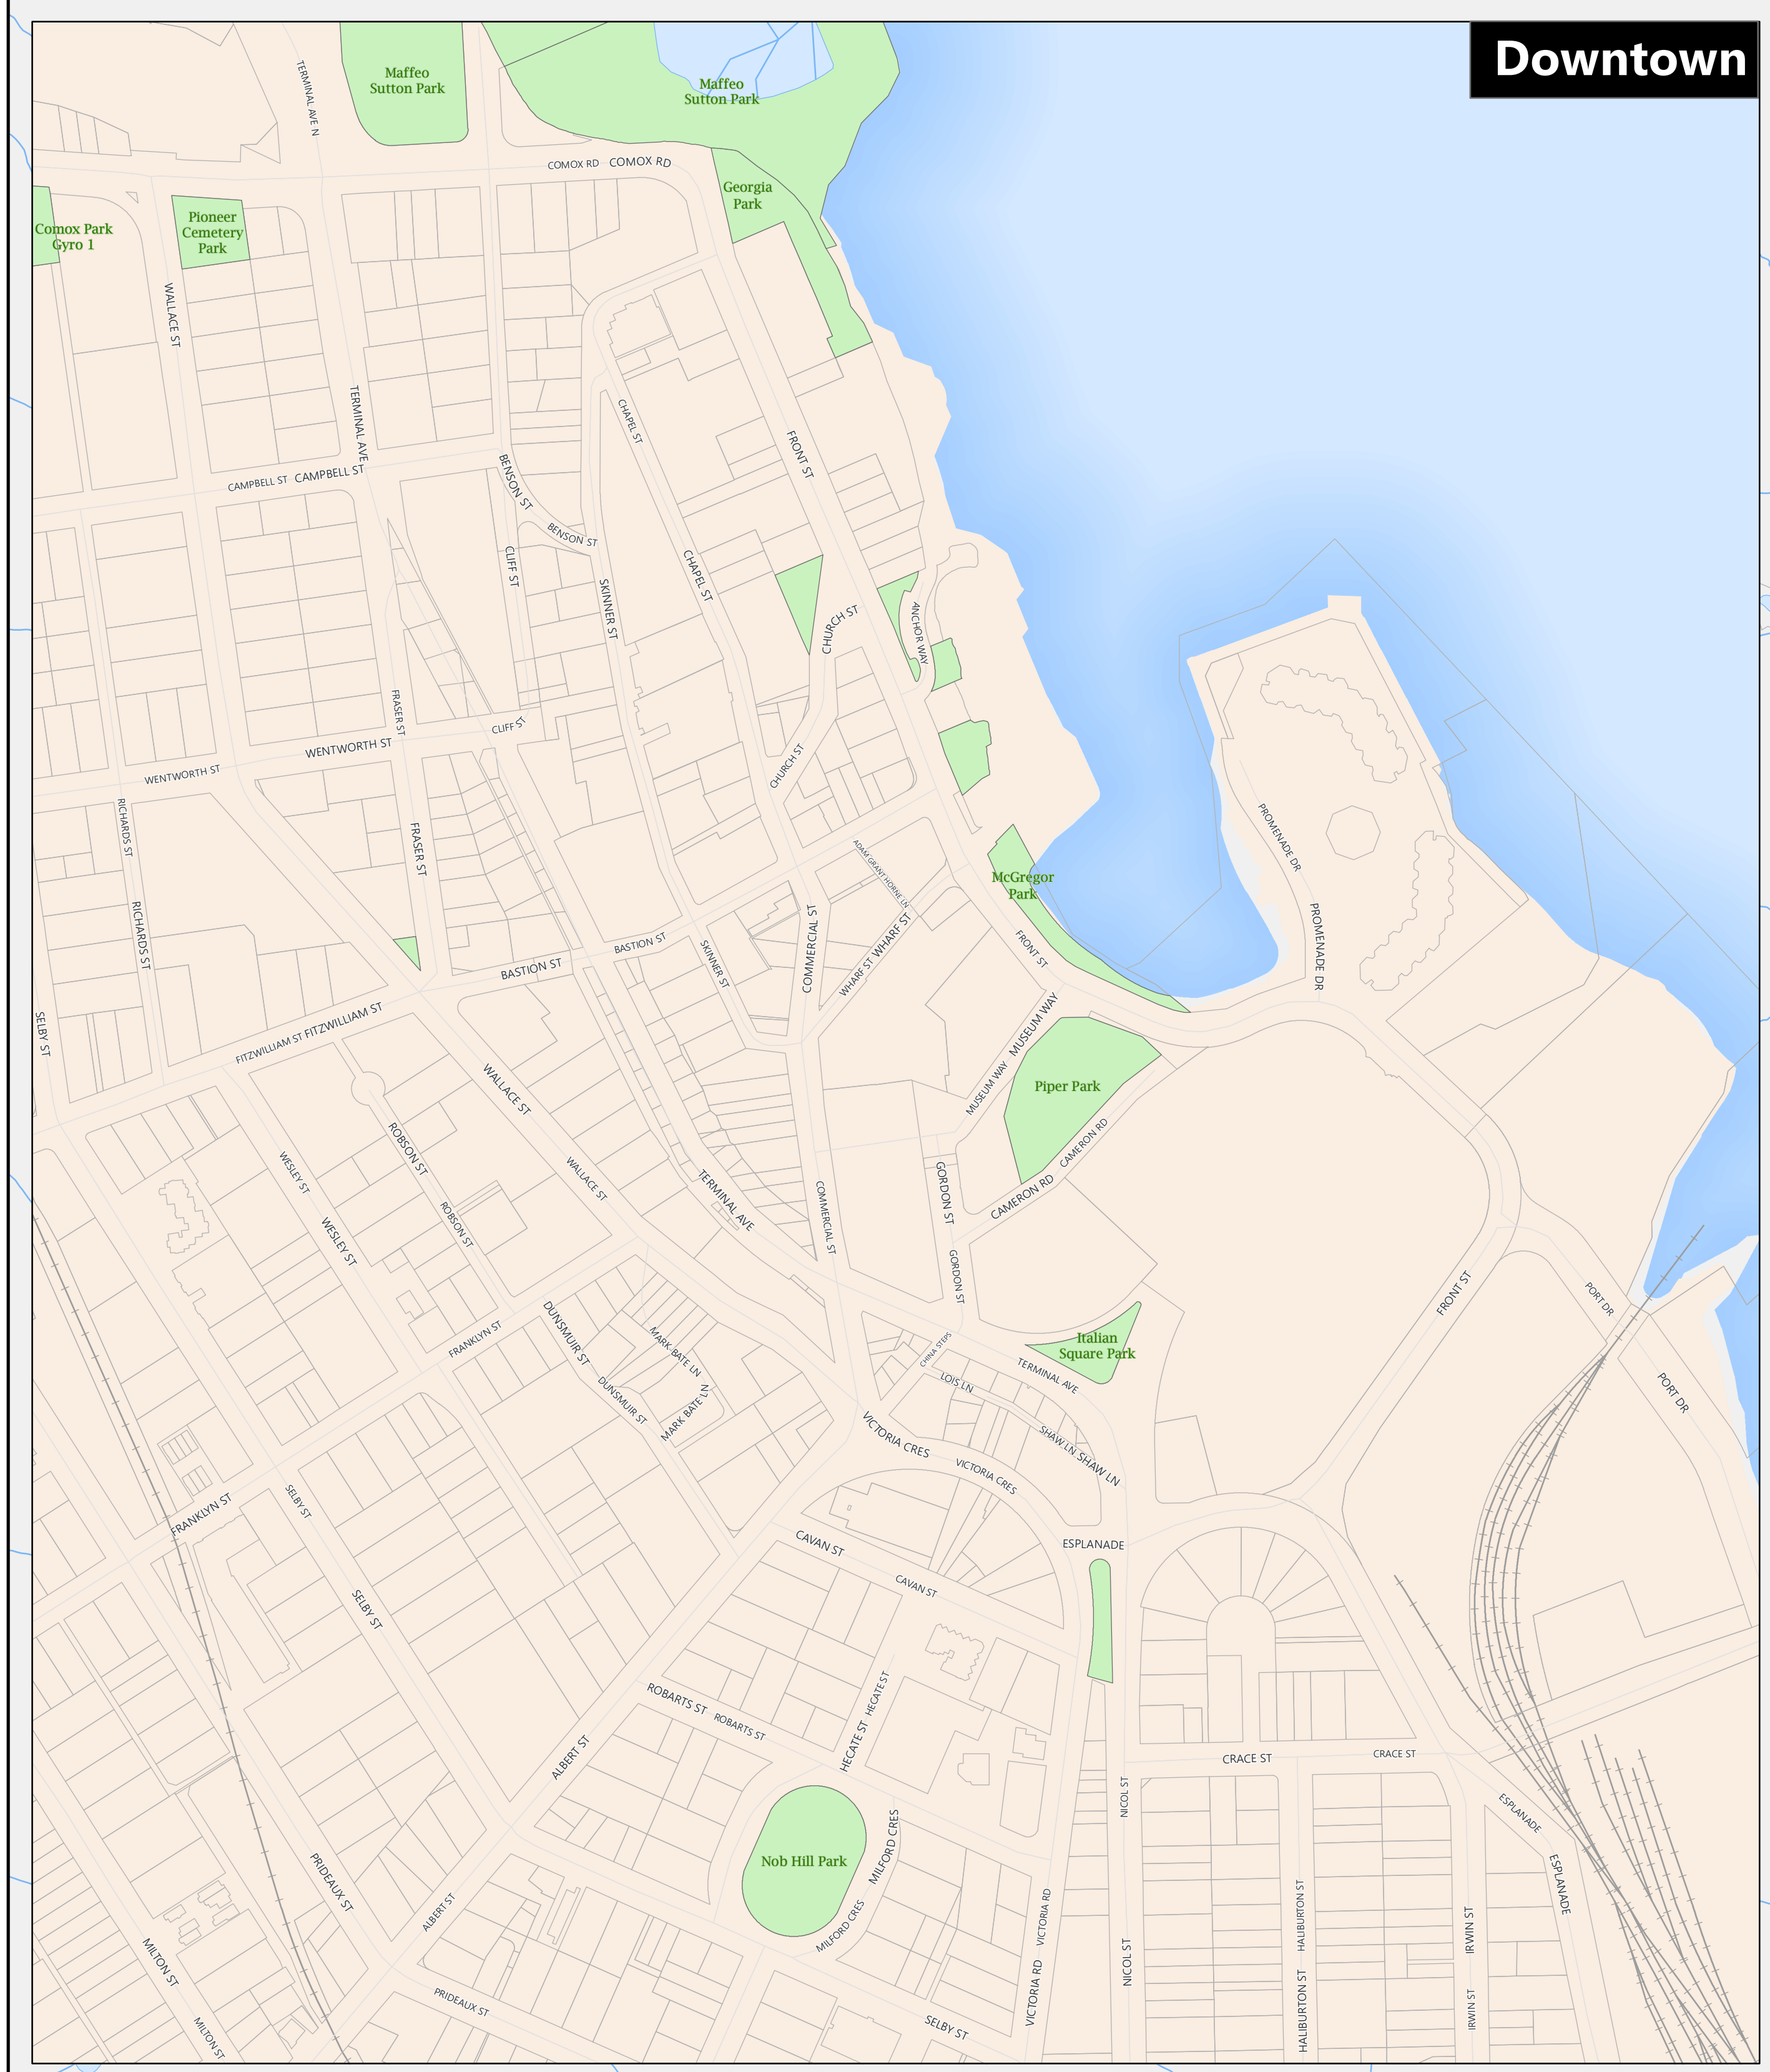 Downtown
Maffeo
Sutton Park
Maffeo
Sutton Park
TERMINAL AVE N
COMOX RD
COMOX RD
Georgia
Park
Comox Park
Gyro 1
Pioneer
Cemetery
Park
WALLACE ST
TERMINAL AVE
CHAPEL ST
FRONT ST
CAMPBELL ST
CAMPBELL ST
BENSON ST
BENSON ST
CLIFF ST
SKINNER ST
CHAPEL ST
CHURCH ST
ANCHOR WAY
FRASER ST
CLIFF ST
WENTWORTH ST
WENTWORTH ST
CHURCH ST
RICHARDS ST
FRASER ST
PROMENADE DR
ADAM GRANT HORNE LN
McGregor
Park
RICHARDS ST
COMMERCIAL ST
WHARF ST
WHARF ST
FRONT ST
PROMENADE DR
BASTION ST
BASTION ST
SKINNER ST
SELBY ST
FITZWILLIAM ST
FITZWILLIAM ST
MUSEUM WAY
MUSEUM WAY
Piper Park
WALLACE ST
ROBSON ST
CAMERON RD
CAMERON RD
WESLEY ST
WALLACE ST
TERMINAL AVE
GORDON ST
COMMERCIAL ST
WESLEY ST
ROBSON ST
GORDON ST
FRONT ST
PORT DR
DUNSMUIR ST
FRANKLYN ST
MARK BATE LN
CHINA STEPS
Italian
Square Park
TERMINAL AVE
LOIS LN
DUNSMUIR ST
MARK BATE LN
PORT DR
VICTORIA CRES
SHAW LN
SHAW LN
VICTORIA CRES
FRANKLYN ST
SELBY ST
CAVAN ST
ESPLANADE
CAVAN ST
SELBY ST
ROBARTS ST
ROBARTS ST
HECATE ST
HECATE ST
ALBERT ST
CRACE ST
CRACE ST
NICOL ST
ESPLANADE
MILFORD CRES
Nob Hill Park
PRIDEAUX ST
ALBERT ST
MILFORD CRES
VICTORIA RD
HALIBURTON ST
ESPLANADE
IRWIN ST
MILTON ST
NICOL ST
VICTORIA RD
HALIBURTON ST
IRWIN ST
PRIDEAUX ST
SELBY ST
MILTON ST